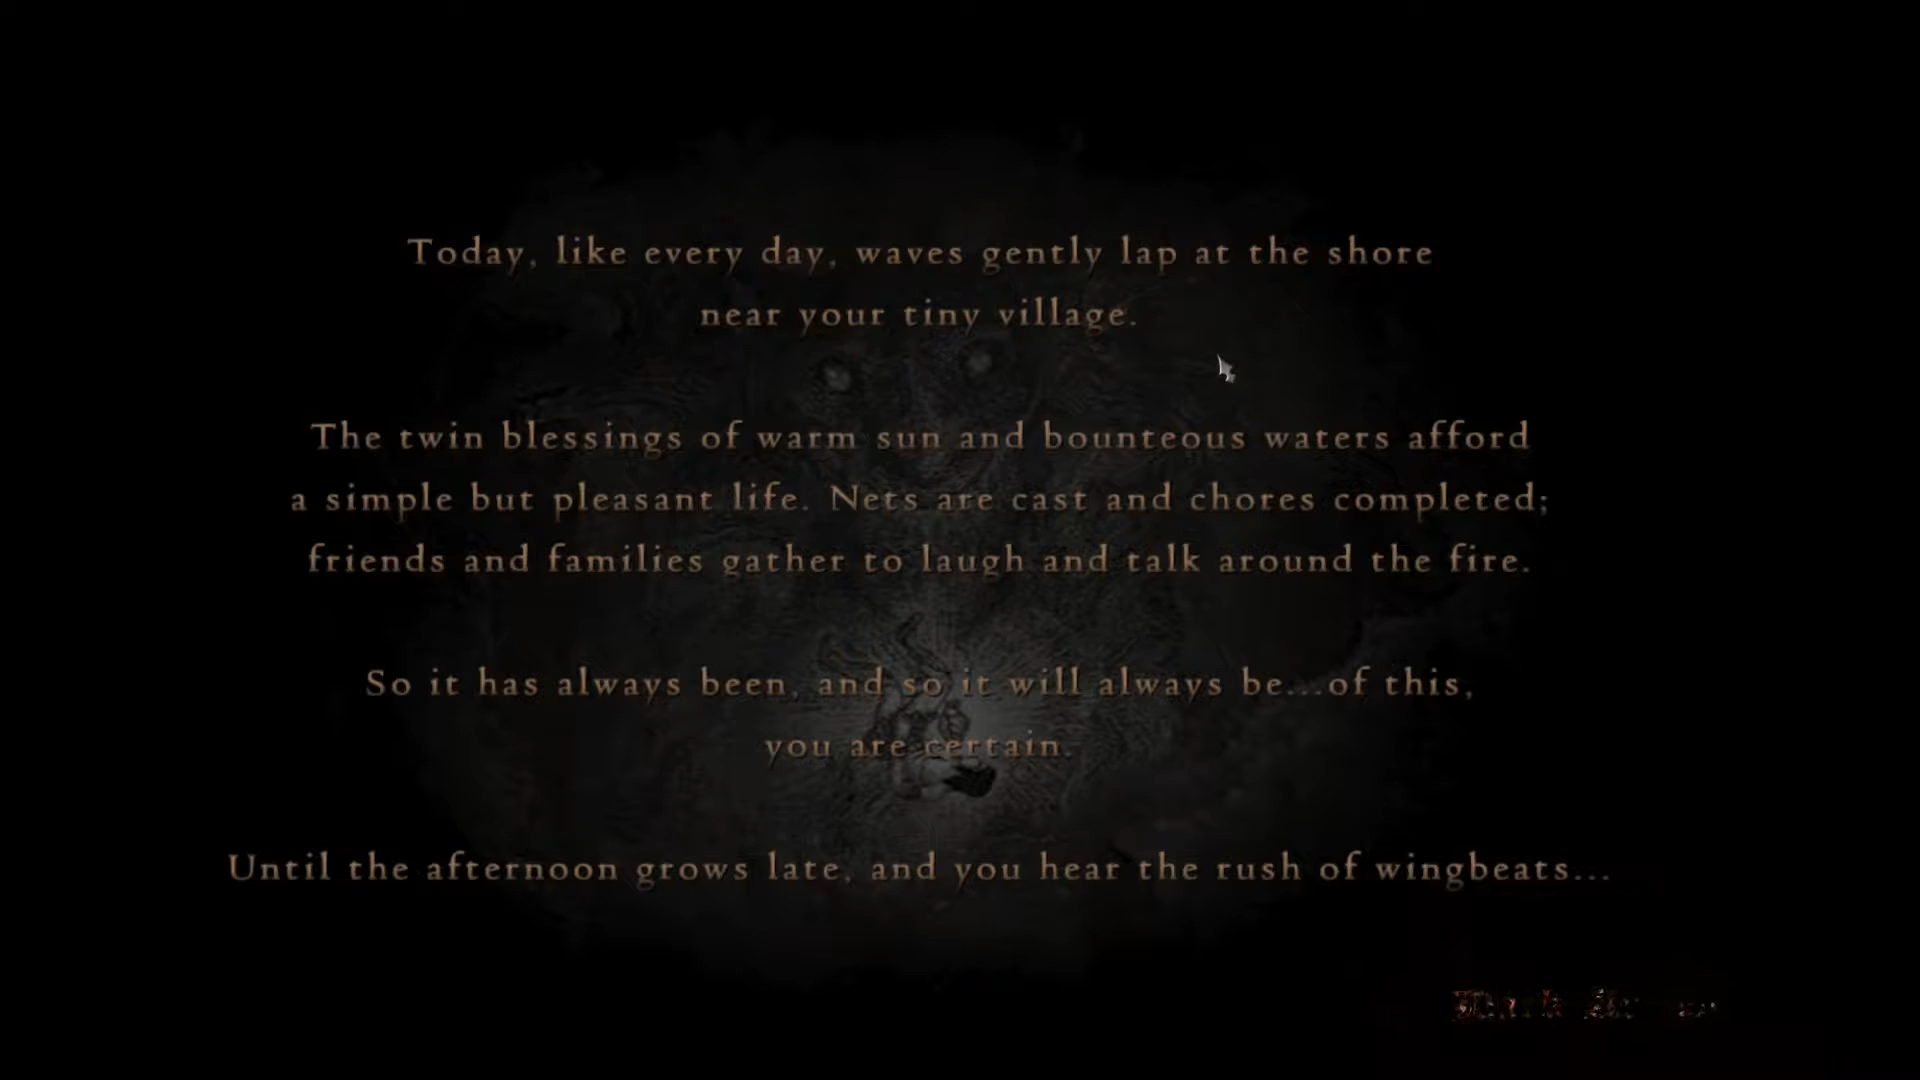 Today, like every day, waves gently lap at the shore
near your tiny village.
The twin blessings of warm sun and bounteous waters afford
a simple but pleasant life. Nets are cast and chores completed;
friends and families gather to laugh and talk around the fire.
So it has always been, and so it will always be...of this,
you are certain.
Until the afternoon grows late, and you hear the rush of wingbeats...